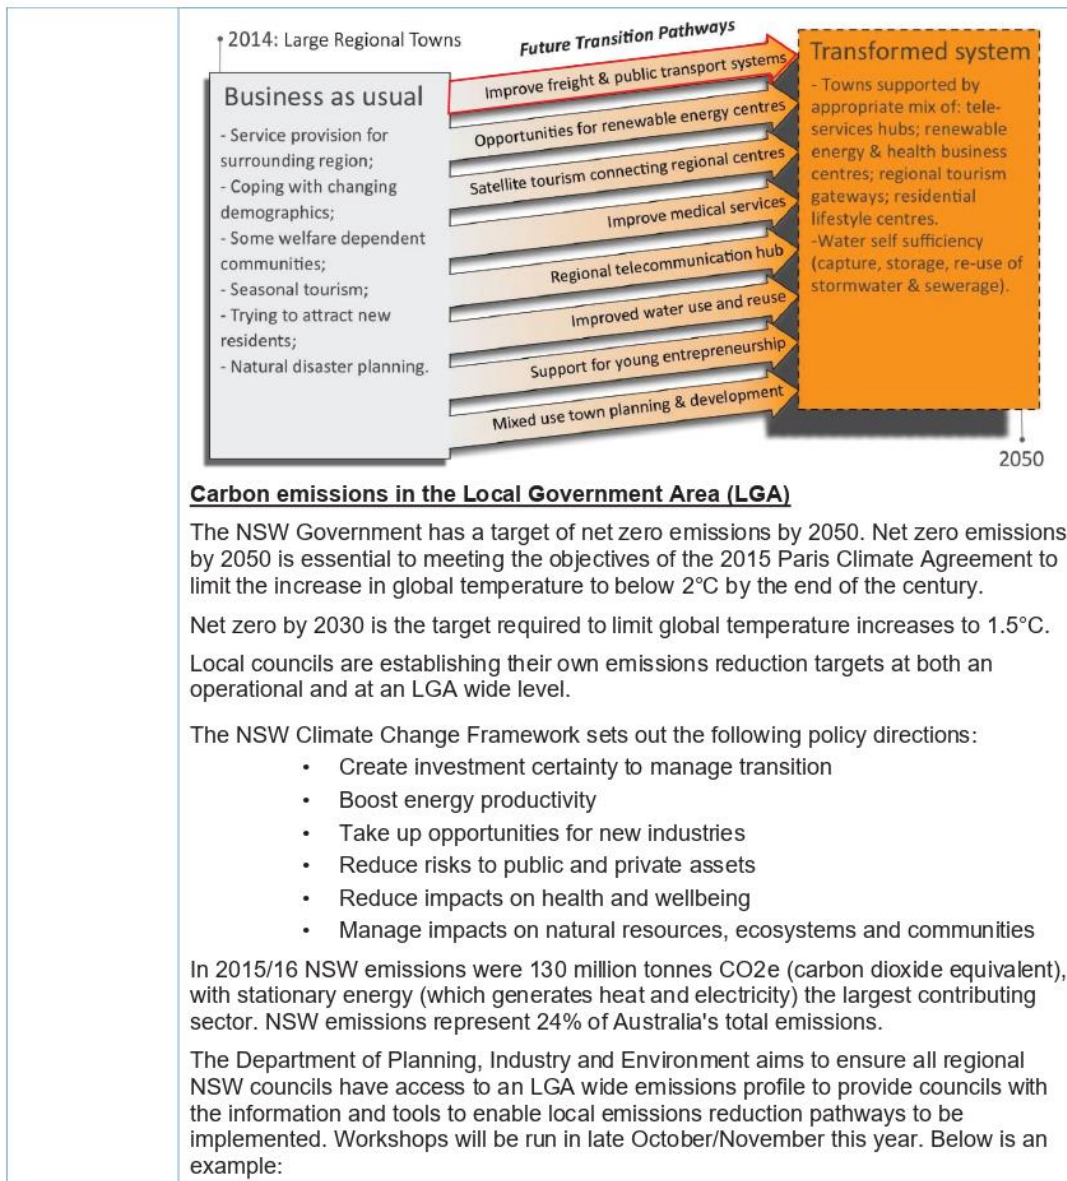 2014: Large Regional Towns
Future Transition Pathways
Business as usual
- Service provision for
surrounding region;
- Coping with changing
demographics;
- Some welfare dependent
communities;
- Seasonal tourism;
- Trying to attract new
residents;
- Natural disaster planning.
Improve freight & public transport systems
Opportunities for renewable energy centres
Satellite tourism connecting regional centres
Improve medical services
Regional telecommunication hub
Improved water use and reuse
Support for young entrepreneurship
Mixed use town planning & development
Transformed system
- Towns supported by
appropriate mix of: tele-
services hubs; renewable
energy & health business
centres; regional tourism
gateways; residential
lifestyle centres.
-Water self sufficiency
(capture, storage, re-use of
stormwater & sewerage).
2050
Carbon emissions in the Local Government Area (LGA)
The NSW Government has a target of net zero emissions by 2050. Net zero emissions
by 2050 is essential to meeting the objectives of the 2015 Paris Climate Agreement to
limit the increase in global temperature to below 2°C by the end of the century.
Net zero by 2030 is the target required to limit global temperature increases to 1.5°C.
Local councils are establishing their own emissions reduction targets at both an
operational and at an LGA wide level.
The NSW Climate Change Framework sets out the following policy directions:
• Create investment certainty to manage transition
• Boost energy productivity
• Take up opportunities for new industries
• Reduce risks to public and private assets
• Reduce impacts on health and wellbeing
• Manage impacts on natural resources, ecosystems and communities
In 2015/16 NSW emissions were 130 million tonnes CO2e (carbon dioxide equivalent),
with stationary energy (which generates heat and electricity) the largest contributing
sector. NSW emissions represent 24% of Australia's total emissions.
The Department of Planning, Industry and Environment aims to ensure all regional
NSW councils have access to an LGA wide emissions profile to provide councils with
the information and tools to enable local emissions reduction pathways to be
implemented. Workshops will be run in late October/November this year. Below is an
example: